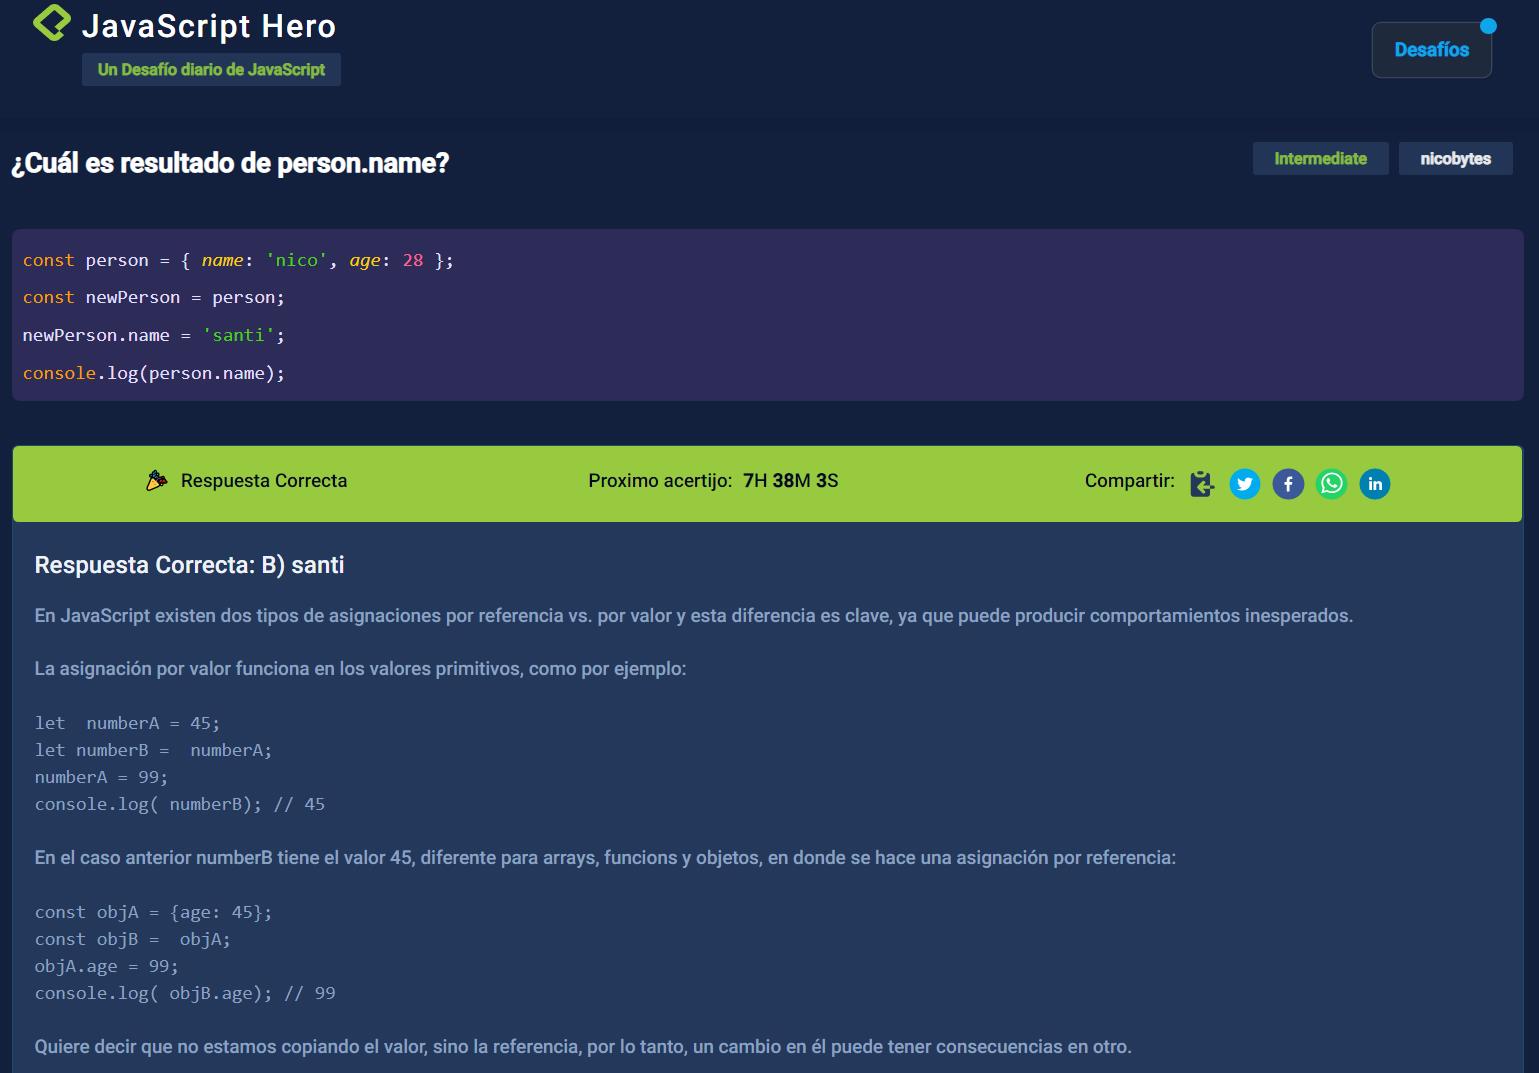 JavaScript Hero
Un Desafío diario de JavaScript
Desafíos
¿Cuál es resultado de person.name?
Intermediate
nicobytes
const person = { name: 'nico', age: 28 };
const newPerson = person;
newPerson.name = 'santi';
console.log(person.name);
Respuesta Correcta
Proximo acertijo: 7H 38M 3S
Compartir:
Respuesta Correcta: B) santi
En JavaScript existen dos tipos de asignaciones por referencia vs. por valor y esta diferencia es clave, ya que puede producir comportamientos inesperados.
La asignación por valor funciona en los valores primitivos, como por ejemplo:
let  numberA = 45;
let numberB =  numberA;
numberA = 99;
console.log( numberB); // 45
En el caso anterior numberB tiene el valor 45, diferente para arrays, funcions y objetos, en donde se hace una asignación por referencia:
const objA = {age: 45};
const objB =  objA;
objA.age = 99;
console.log( objB.age); // 99
Quiere decir que no estamos copiando el valor, sino la referencia, por lo tanto, un cambio en él puede tener consecuencias en otro.